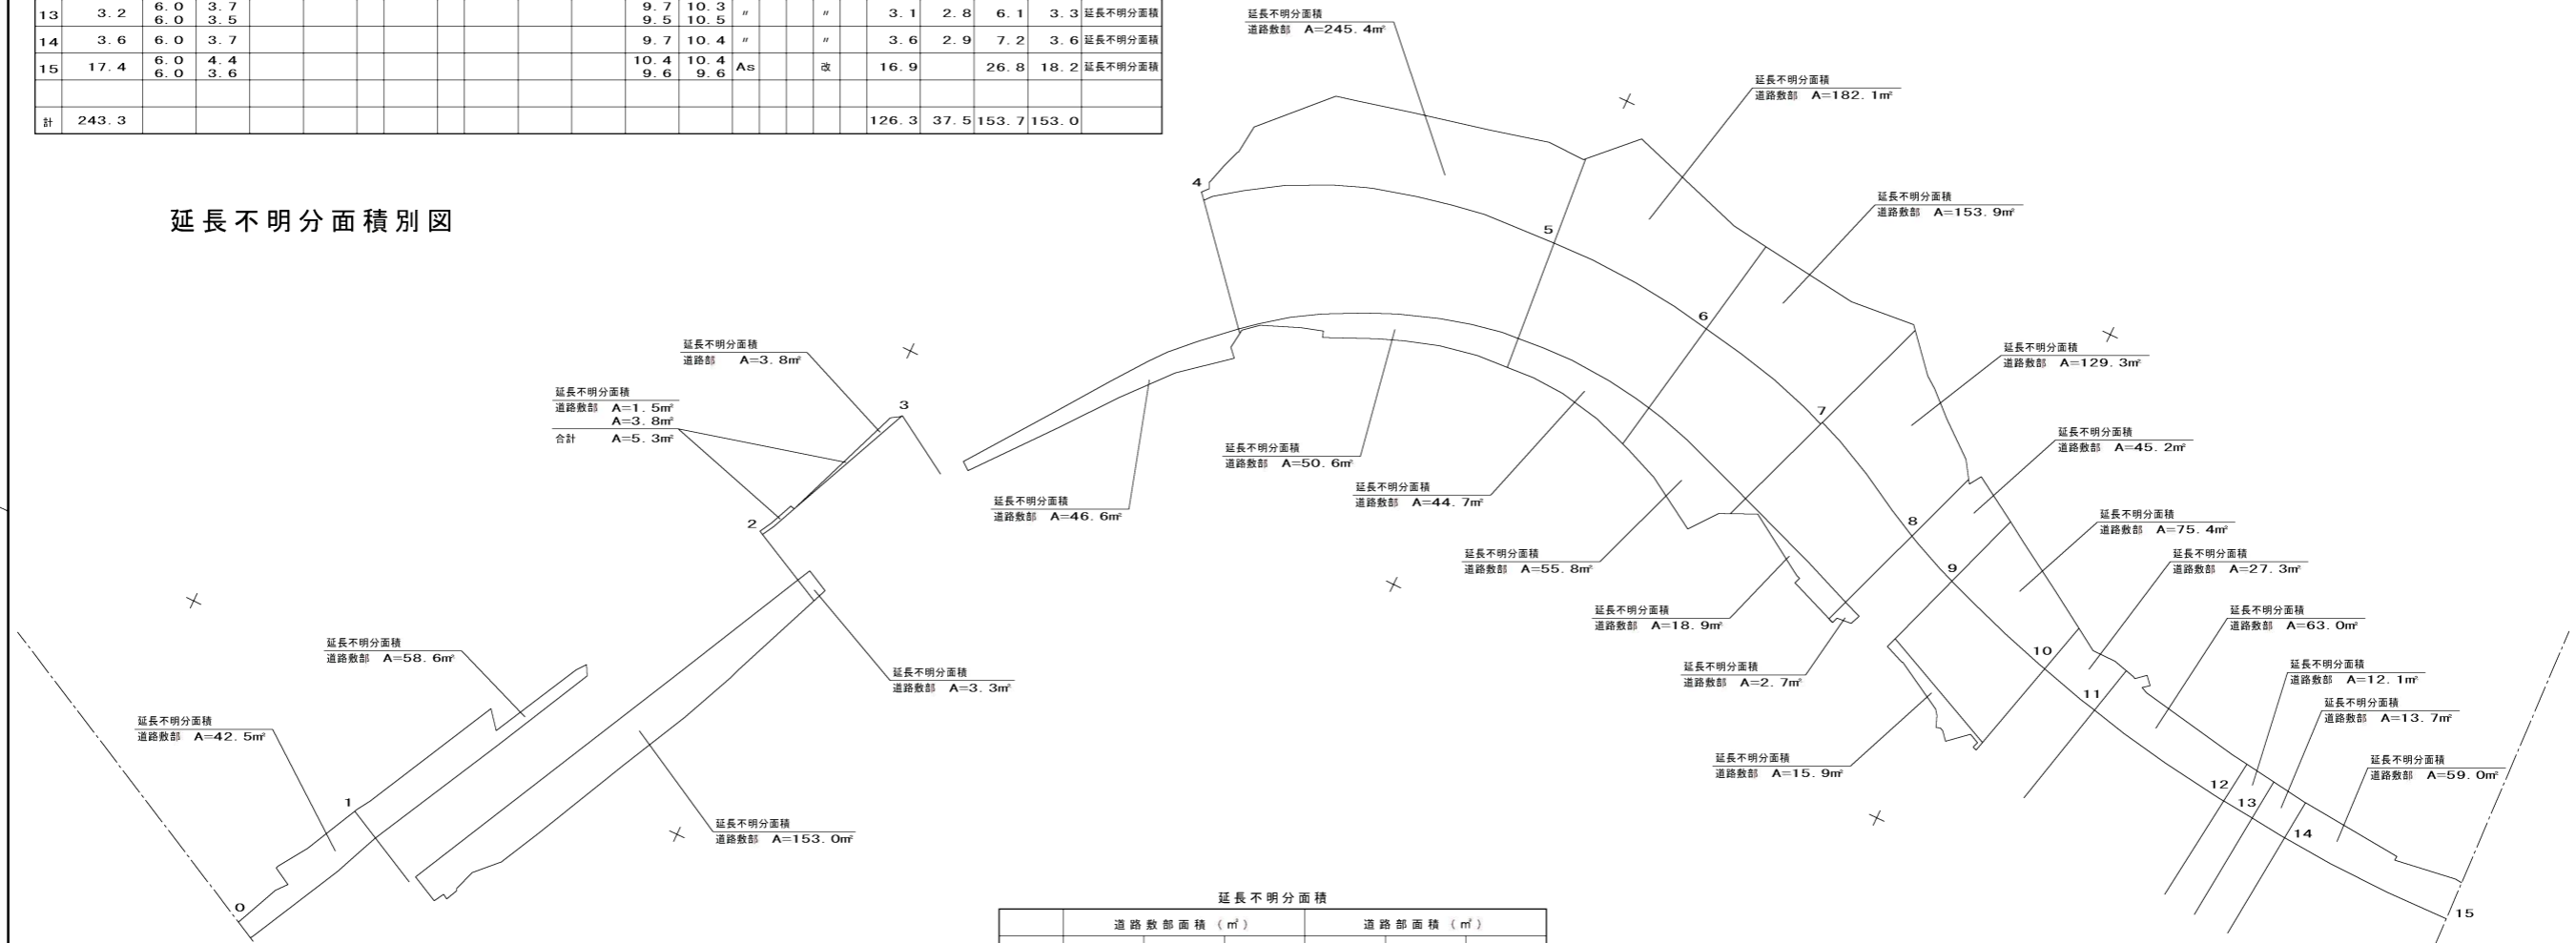 13 3.2 6.0 3.7 9.7 10.3 〃 〃 3.1 2.8 6.1 3.3 延長不明分面積
6.0 3.5 9.5 10.5
14 3.6 6.0 3.7 9.7 10.4 〃 〃 3.6 2.9 7.2 3.6 延長不明分面積
15 17.4 6.0 4.4 10.4 10.4 As 改 16.9 26.8 18.2 延長不明分面積
6.0 3.6 9.6 9.6
計 243.3 126.3 37.5 153.7 153.0
延長不明分面積別図
延長不明分面積
道路敷部 A=245.4㎡
延長不明分面積
道路敷部 A=182.1㎡
延長不明分面積
道路敷部 A=153.9㎡
延長不明分面積
道路敷部 A=129.3㎡
延長不明分面積
道路敷部 A=45.2㎡
延長不明分面積
道路敷部 A=75.4㎡
延長不明分面積
道路敷部 A=27.3㎡
延長不明分面積
道路敷部 A=63.0㎡
延長不明分面積
道路敷部 A=12.1㎡
延長不明分面積
道路敷部 A=13.7㎡
延長不明分面積
道路敷部 A=59.0㎡
延長不明分面積
道路部 A=3.8㎡
延長不明分面積
道路敷部 A=1.5㎡
A=3.8㎡
合計 A=5.3㎡
延長不明分面積
道路敷部 A=46.6㎡
延長不明分面積
道路敷部 A=50.6㎡
延長不明分面積
道路敷部 A=44.7㎡
延長不明分面積
道路敷部 A=55.8㎡
延長不明分面積
道路敷部 A=18.9㎡
延長不明分面積
道路敷部 A=2.7㎡
延長不明分面積
道路敷部 A=15.9㎡
延長不明分面積
道路敷部 A=58.6㎡
延長不明分面積
道路敷部 A=42.5㎡
延長不明分面積
道路敷部 A=3.3㎡
延長不明分面積
道路敷部 A=153.0㎡
0
1
2
3
4
5
6
7
8
9
10
11
12
13
14
15
延長不明分面積
道路敷部面積（㎡） 道路部面積（㎡）